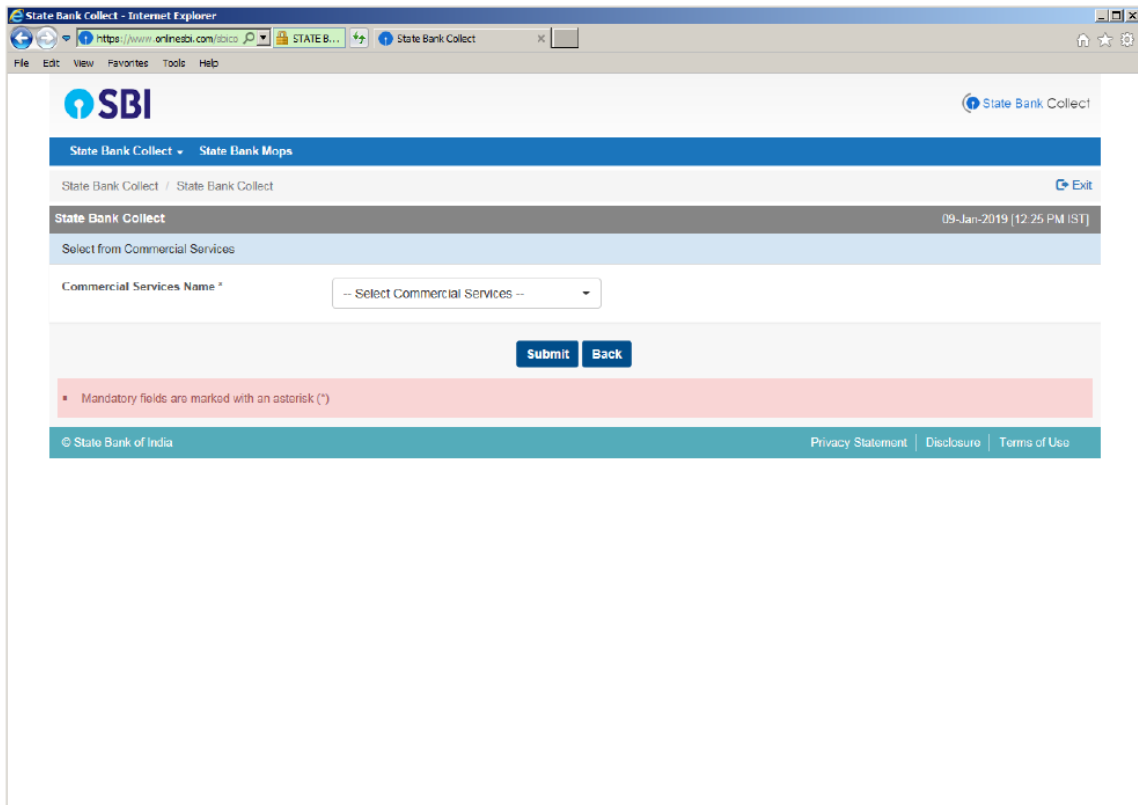 State Bank Collect - Internet Explorer
https://www.onlinesbi.com/sbico STATE B... State Bank Collect
File Edit View Favorites Tools Help
SBI
State Bank Collect
State Bank Collect State Bank Mops
State Bank Collect / State Bank Collect
Exit
State Bank Collect
09-Jan-2019 [12:25 PM IST]
Select from Commercial Services
Commercial Services Name *
-- Select Commercial Services --
Submit Back
Mandatory fields are marked with an asterisk (*)
© State Bank of India
Privacy Statement | Disclosure | Terms of Use